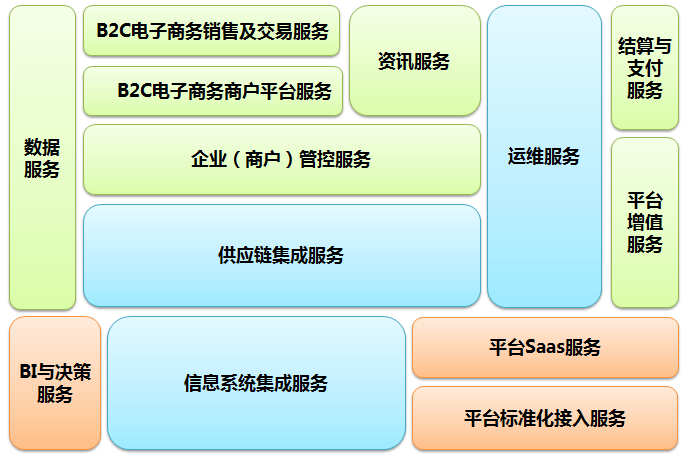 B2C电子商务销售及交易服务
资讯服务
结算与
支付
服务
B2C电子商务商户平台服务
数据
服务
企业（商户）管控服务
运维服务
平台
增值
服务
供应链集成服务
BI与决策
服务
信息系统集成服务
平台Saas服务
平台标准化接入服务